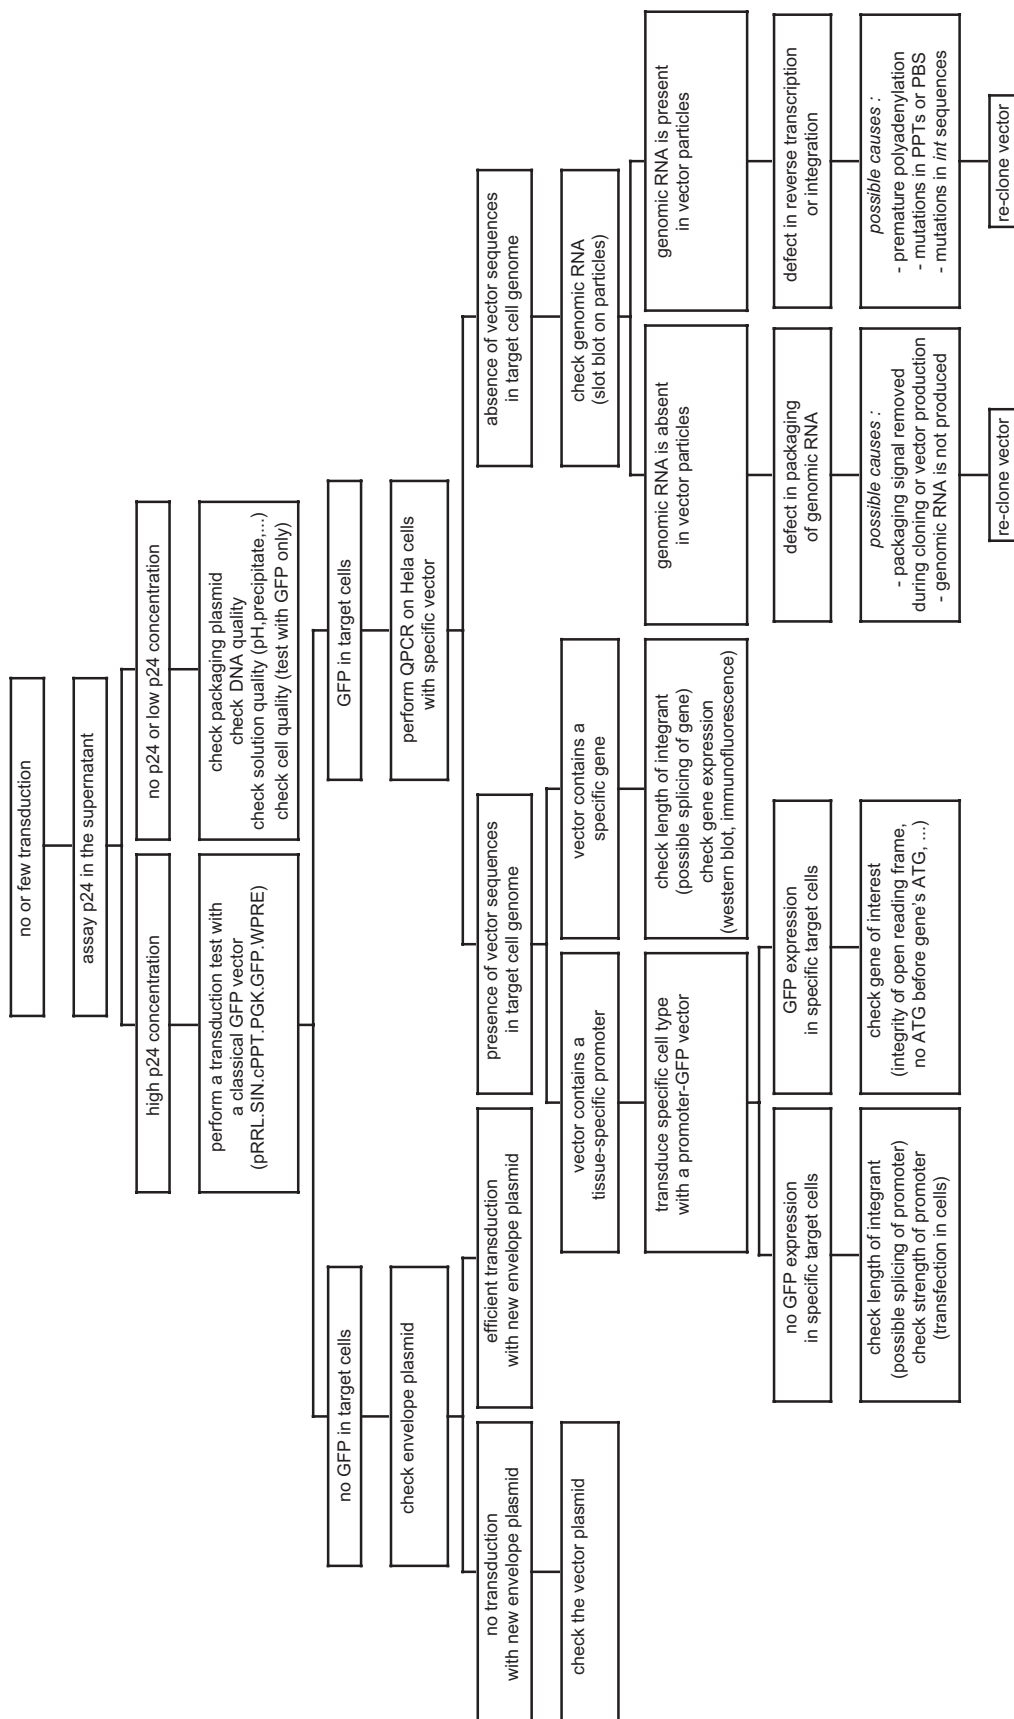 no or few transduction
assay p24 in the supernatant
high p24 concentration
no p24 or low p24 concentration
perform a transduction test with
a classical GFP vector
(pRRL.SIN.cPPT.PGK.GFP.WPRE)
check packaging plasmid
check DNA quality
check solution quality (pH,precipitate,...)
check cell quality (test with GFP only)
no GFP in target cells
GFP in target cells
check envelope plasmid
perform QPCR on Hela cells
with specific vector
no transduction
with new envelope plasmid
efficient transduction
with new envelope plasmid
presence of vector sequences
in target cell genome
absence of vector sequences
in target cell genome
check the vector plasmid
vector contains a
tissue-specific promoter
vector contains a
specific gene
check genomic RNA
(slot blot on particles)
transduce specific cell type
with a promoter-GFP vector
check length of integrant
(possible splicing of gene)
check gene expression
(western blot, immunofluorescence)
genomic RNA is absent
in vector particles
genomic RNA is present
in vector particles
no GFP expression
in specific target cells
GFP expression
in specific target cells
defect in packaging
of genomic RNA
defect in reverse transcription
or integration
check length of integrant
(possible splicing of promoter)
check strength of promoter
(transfection in cells)
check gene of interest
(integrity of open reading frame,
no ATG before gene's ATG, ...)
possible causes :
- packaging signal removed
during cloning or vector production
- genomic RNA is not produced
possible causes :
- premature polyadenylation
- mutations in PPTs or PBS
- mutations in int sequences
re-clone vector
re-clone vector